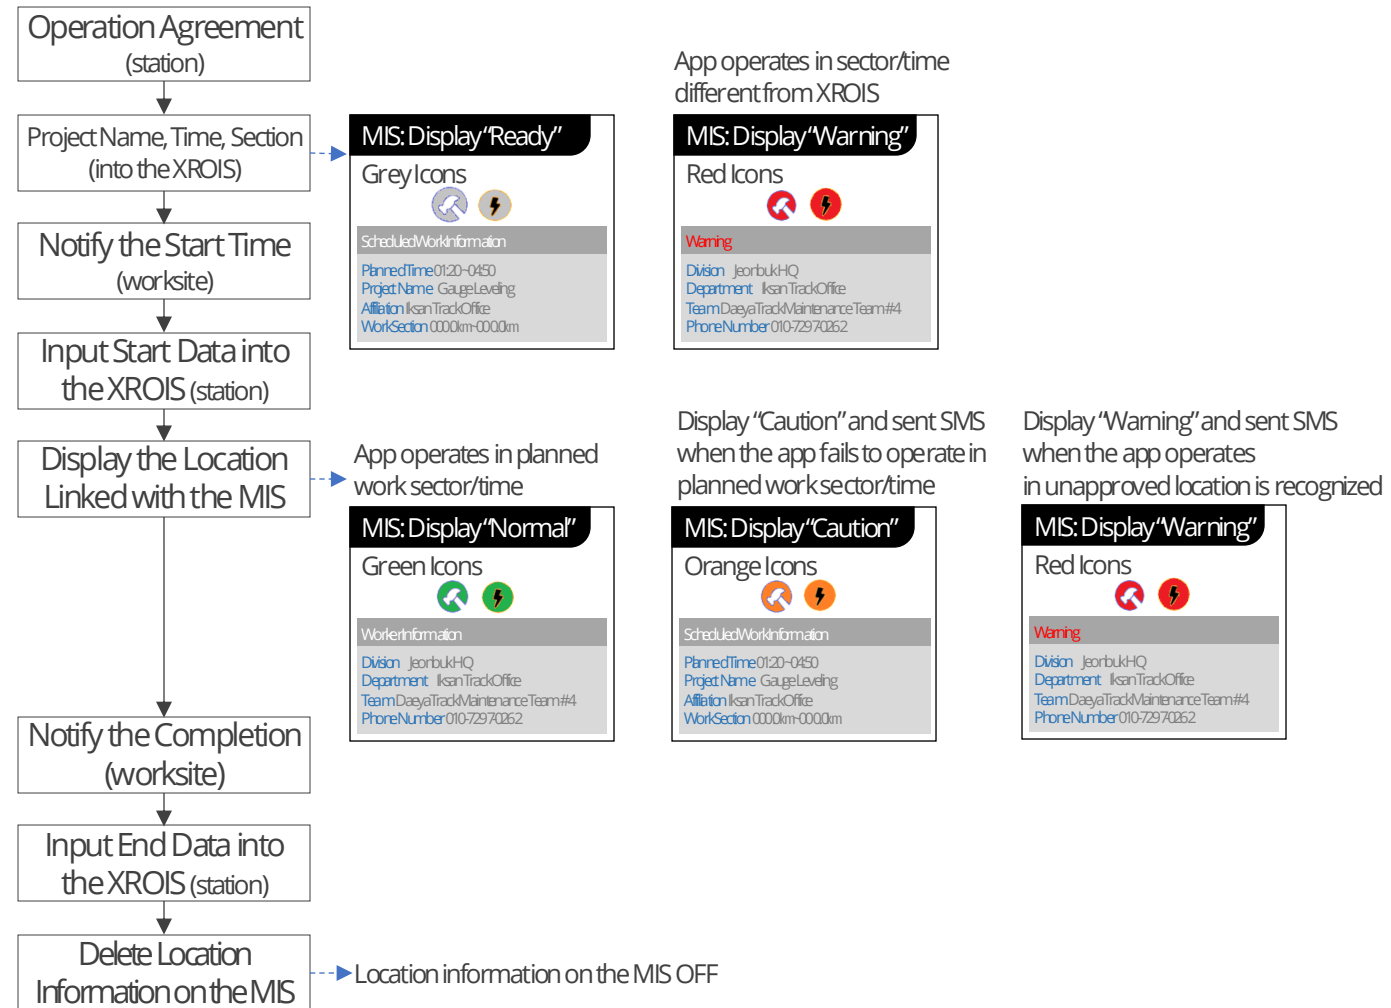 Operation Agreement
(station)
Project Name, Time, Section
(into the XROIS)
Notify the Start Time
(worksite)
Input Start Data into
the XROIS (station)
Display the Location
Linked with the MIS
Notify the Completion
(worksite)
Input End Data into
the XROIS (station)
Delete Location
Information on the MIS
MIS: Display "Ready"
Grey Icons
Scheduled Work Information
Planned Time 01:20~04:50
Project Name Gauge Leveling
Affiliation Iksan Track Office
Work Section 000.0km~000.0km
App operates in sector/time
different from XROIS
MIS: Display "Warning"
Red Icons
Warning
Division Jeonbuk HQ
Department Iksan Track Office
Team Daeya Track Maintenance Team #4
Phone Number 010-7297-0262
App operates in planned
work sector/time
MIS: Display "Normal"
Green Icons
Worker Information
Division Jeonbuk HQ
Department Iksan Track Office
Team Daeya Track Maintenance Team #4
Phone Number 010-7297-0262
Display "Caution" and sent SMS
when the app fails to operate in
planned work sector/time
MIS: Display "Caution"
Orange Icons
Scheduled Work Information
Planned Time 01:20~04:50
Project Name Gauge Leveling
Affiliation Iksan Track Office
Work Section 000.0km~000.0km
Display "Warning" and sent SMS
when the app operates
in unapproved location is recognized
MIS: Display "Warning"
Red Icons
Warning
Division Jeonbuk HQ
Department Iksan Track Office
Team Daeya Track Maintenance Team #4
Phone Number 010-7297-0262
Location information on the MIS OFF